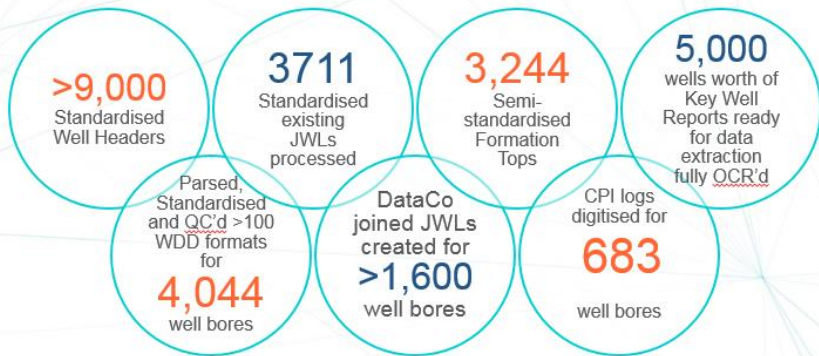 >9,000
Standardised
Well Headers
3711
Standardised
existing
JWLs
processed
3,244
Semi-
standardised
Formation
Tops
5,000
wells worth of
Key Well
Reports ready
for data
extraction
fully OCR'd
Parsed,
Standardised
and QC'd >100
WDD formats
for
4,044
well bores
DataCo
joined JWLs
created for
>1,600
well bores
CPI logs
digitised for
683
well bores